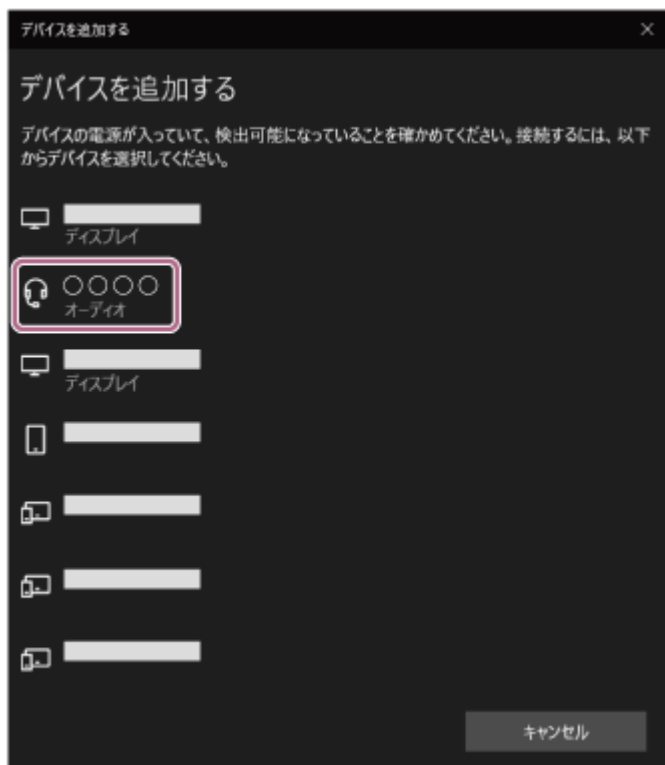 デバイスを追加する
デバイスを追加する
デバイスの電源が入っていて、検出可能になっていることを確かめてください。接続するには、以下
からデバイスを選択してください。
ディスプレイ
○○○○
オーディオ
ディスプレイ
キャンセル